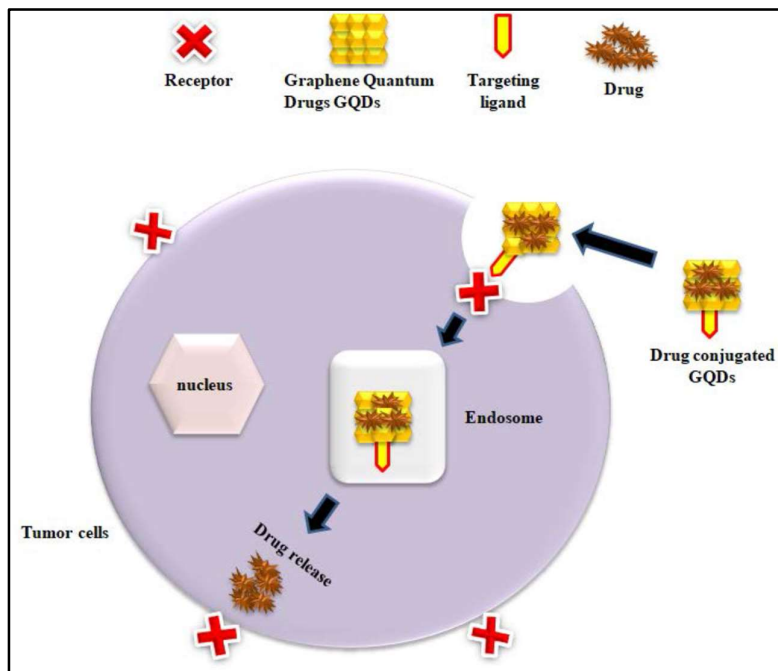 Receptor
Graphene Quantum
Drugs GQDs
Targeting
ligand
Drug
Drug conjugated
GQDs
nucleus
Endosome
Tumor cells
Drug release